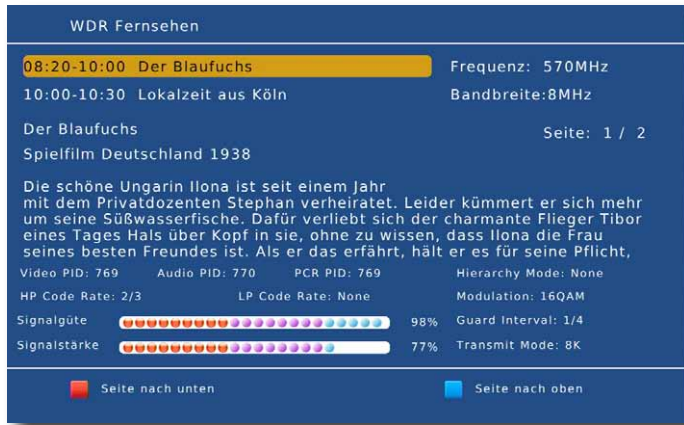 WDR Fernsehen
08:20-10:00 Der Blaufuchs
Frequenz: 570MHz
10:00-10:30 Lokalzeit aus Köln
Bandbreite:8MHz
Der Blaufuchs
Seite: 1 / 2
Spielfilm Deutschland 1938
Die schöne Ungarin Ilona ist seit einem Jahr
mit dem Privatdozenten Stephan verheiratet. Leider kümmert er sich mehr
um seine Süßwasserfische. Dafür verliebt sich der charmante Flieger Tibor
eines Tages Hals über Kopf in sie, ohne zu wissen, dass Ilona die Frau
seines besten Freundes ist. Als er das erfährt, hält er es für seine Pflicht,
Video PID: 769 Audio PID: 770 PCR PID: 769 Hierarchy Mode: None
HP Code Rate: 2/3 LP Code Rate: None Modulation: 16QAM
Signalgüte 98% Guard Interval: 1/4
Signalstärke 77% Transmit Mode: 8K
Seite nach unten Seite nach oben